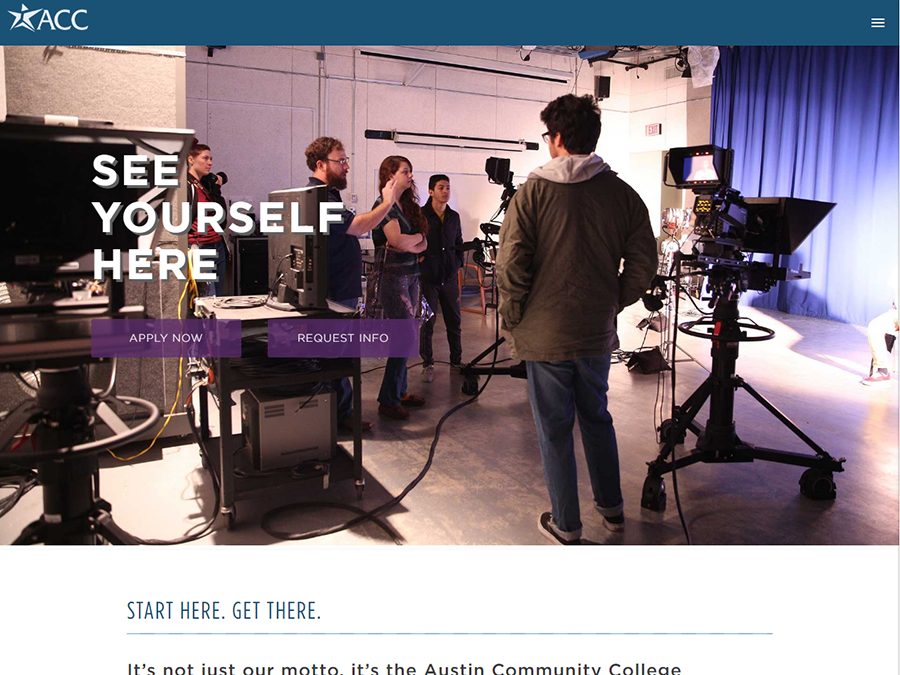 ACC
SEE
YOURSELF
HERE
EXIT
APPLY NOW
REQUEST INFO
START HERE. GET THERE.
It's not just our motto, it's the Austin Community College